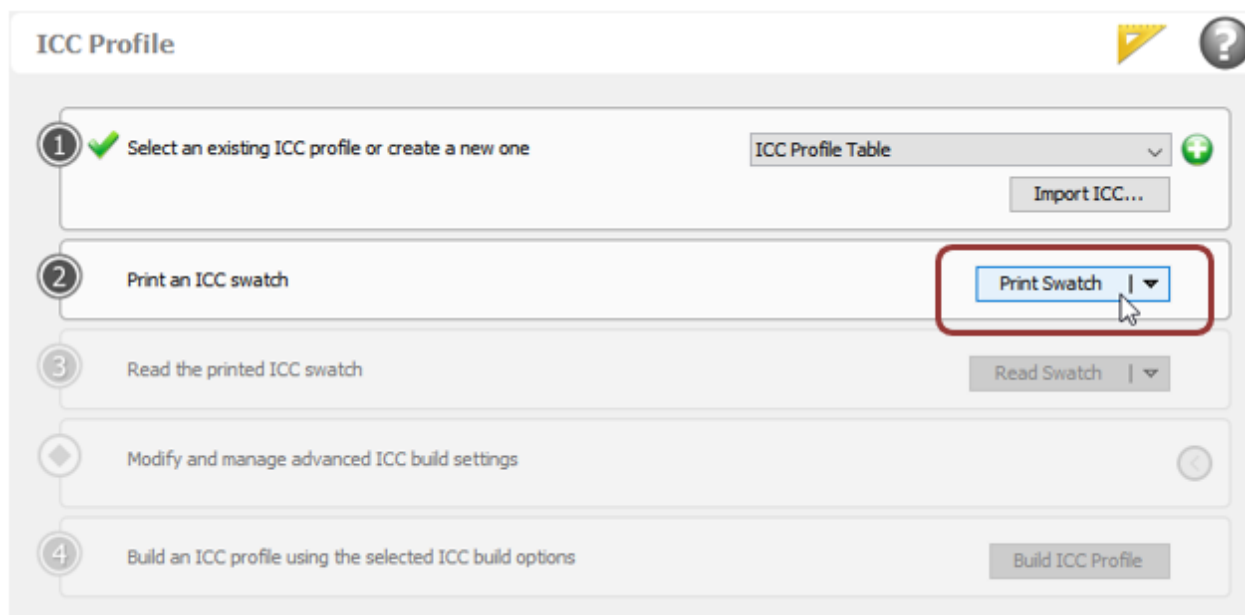 ICC Profile
?
1 Select an existing ICC profile or create a new one ICC Profile Table
Import ICC...
2 Print an ICC swatch Print Swatch
3 Read the printed ICC swatch Read Swatch
Modify and manage advanced ICC build settings
4 Build an ICC profile using the selected ICC build options Build ICC Profile